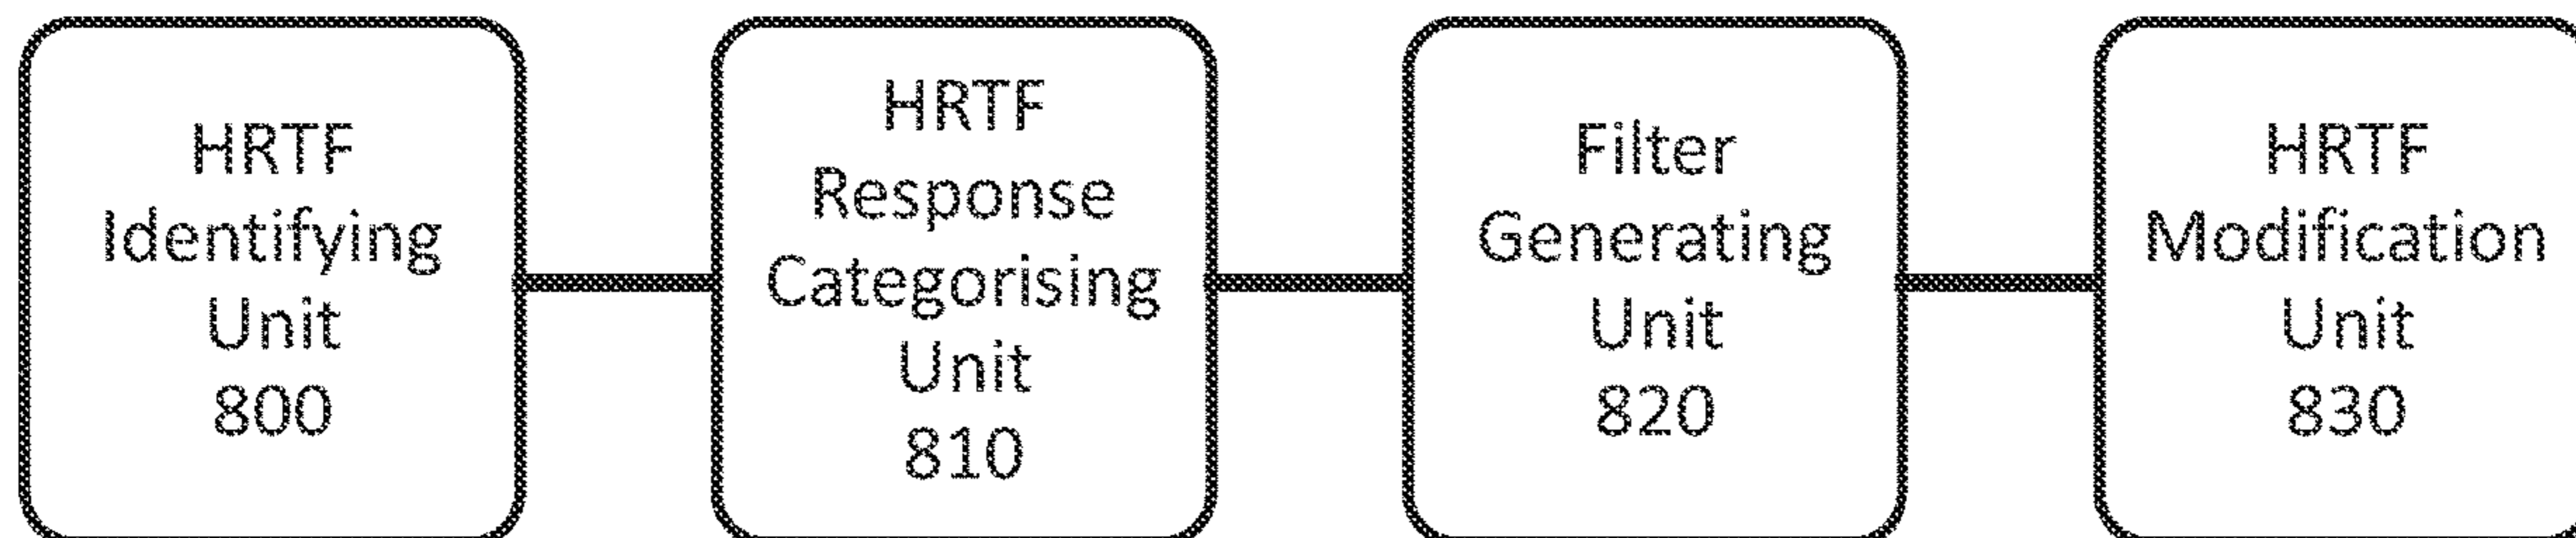 HRTF
Identifying
Unit
800
HRTF
Response
Categorising
Unit
810
Filter
Generating
Unit
820
HRTF
Modification
Unit
830